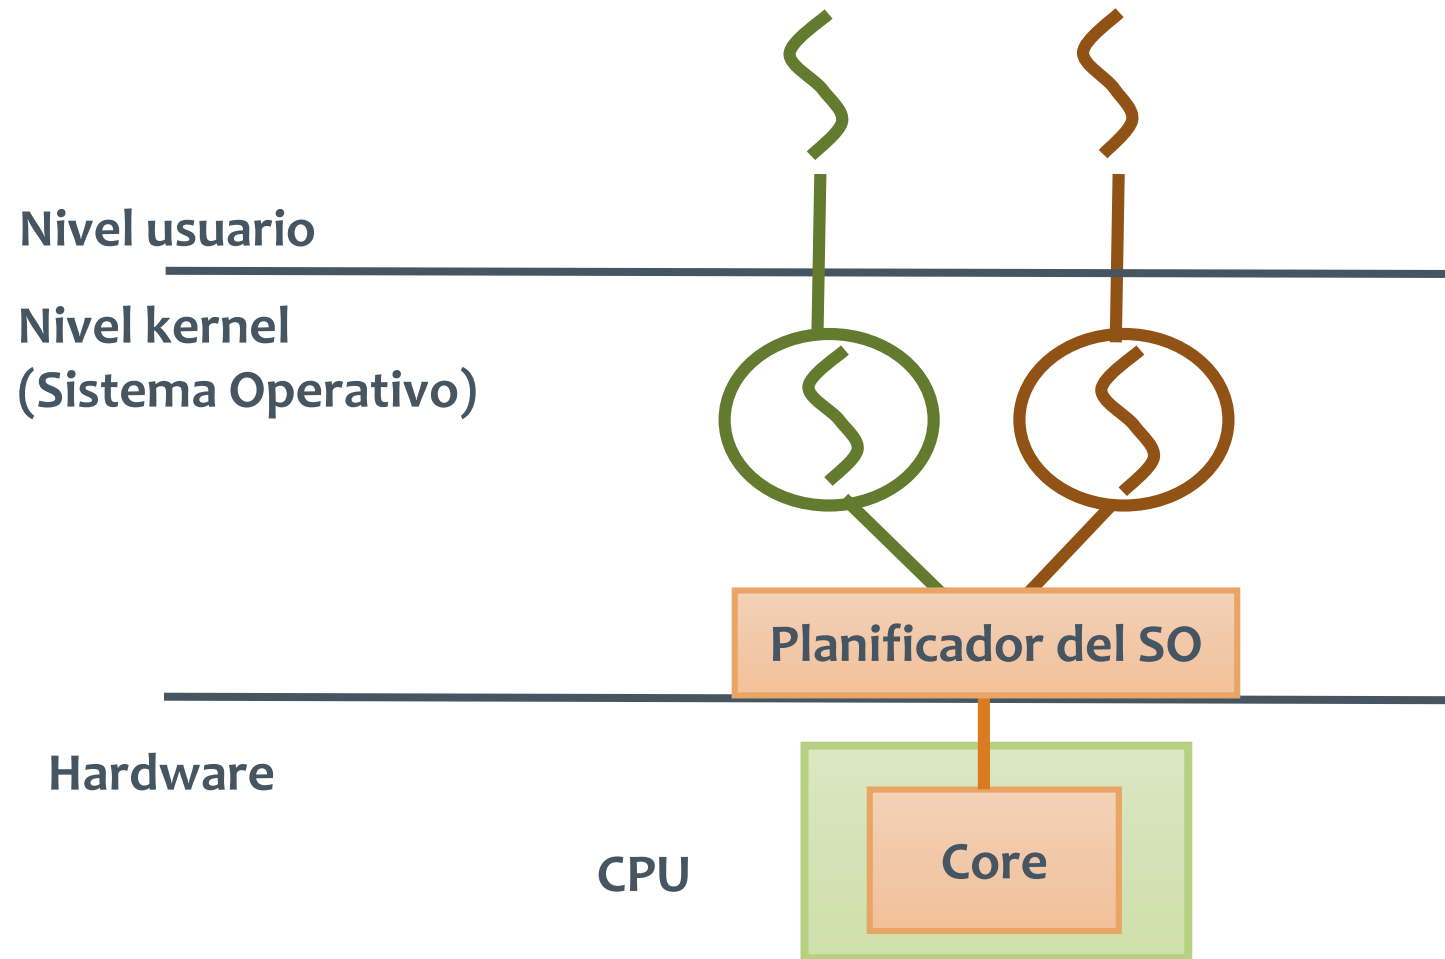 Nivel usuario
Nivel kernel
(Sistema Operativo)
Planificador del SO
Hardware
CPU
Core